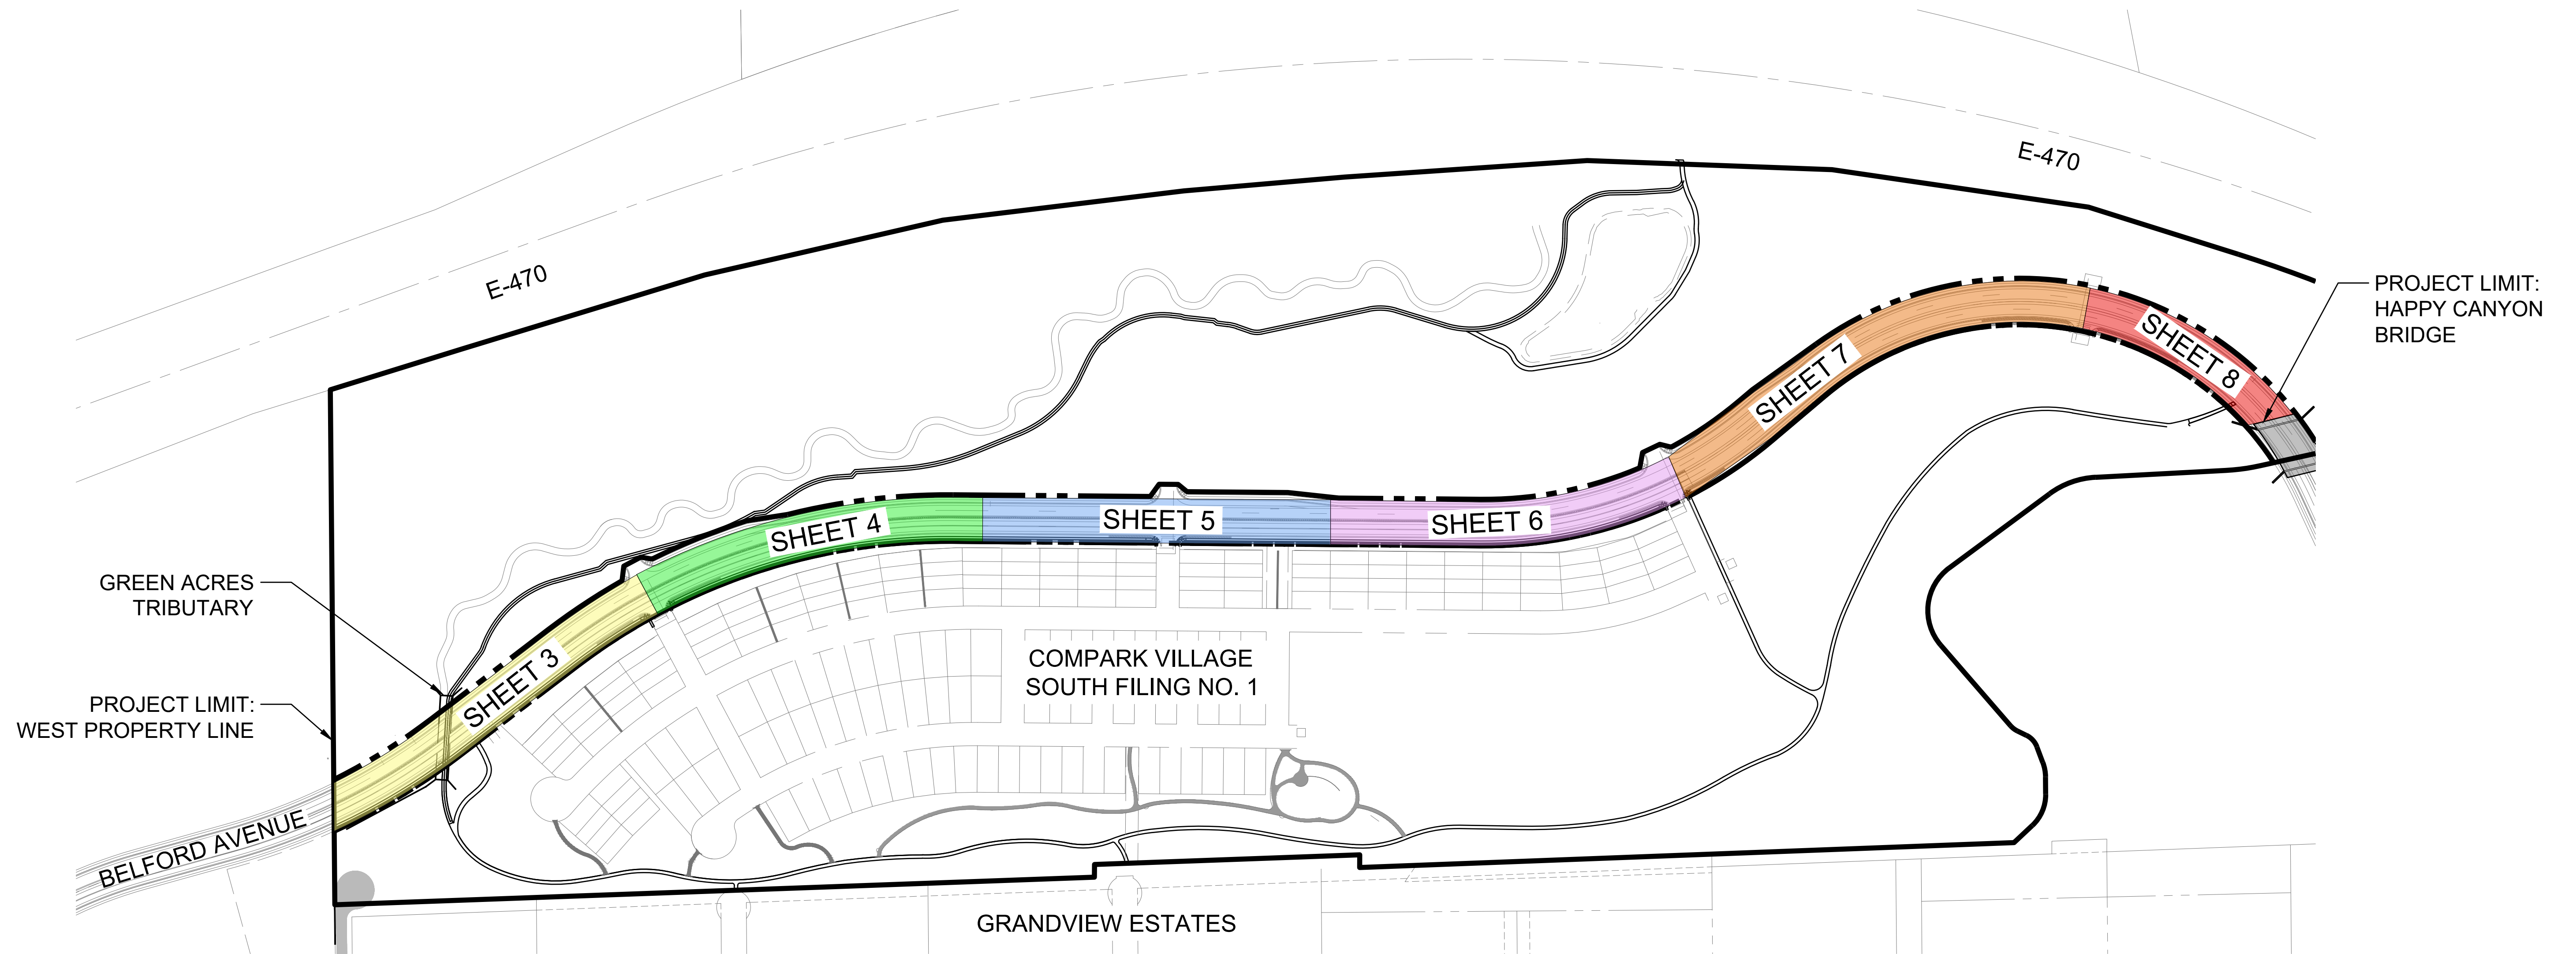 E-470
E-470
PROJECT LIMIT:
HAPPY CANYON
BRIDGE
SHEET 8
SHEET 7
SHEET 6
SHEET 5
SHEET 4
SHEET 3
GREEN ACRES
TRIBUTARY
PROJECT LIMIT:
WEST PROPERTY LINE
COMPARK VILLAGE
SOUTH FILING NO. 1
BELFORD AVENUE
GRANDVIEW ESTATES